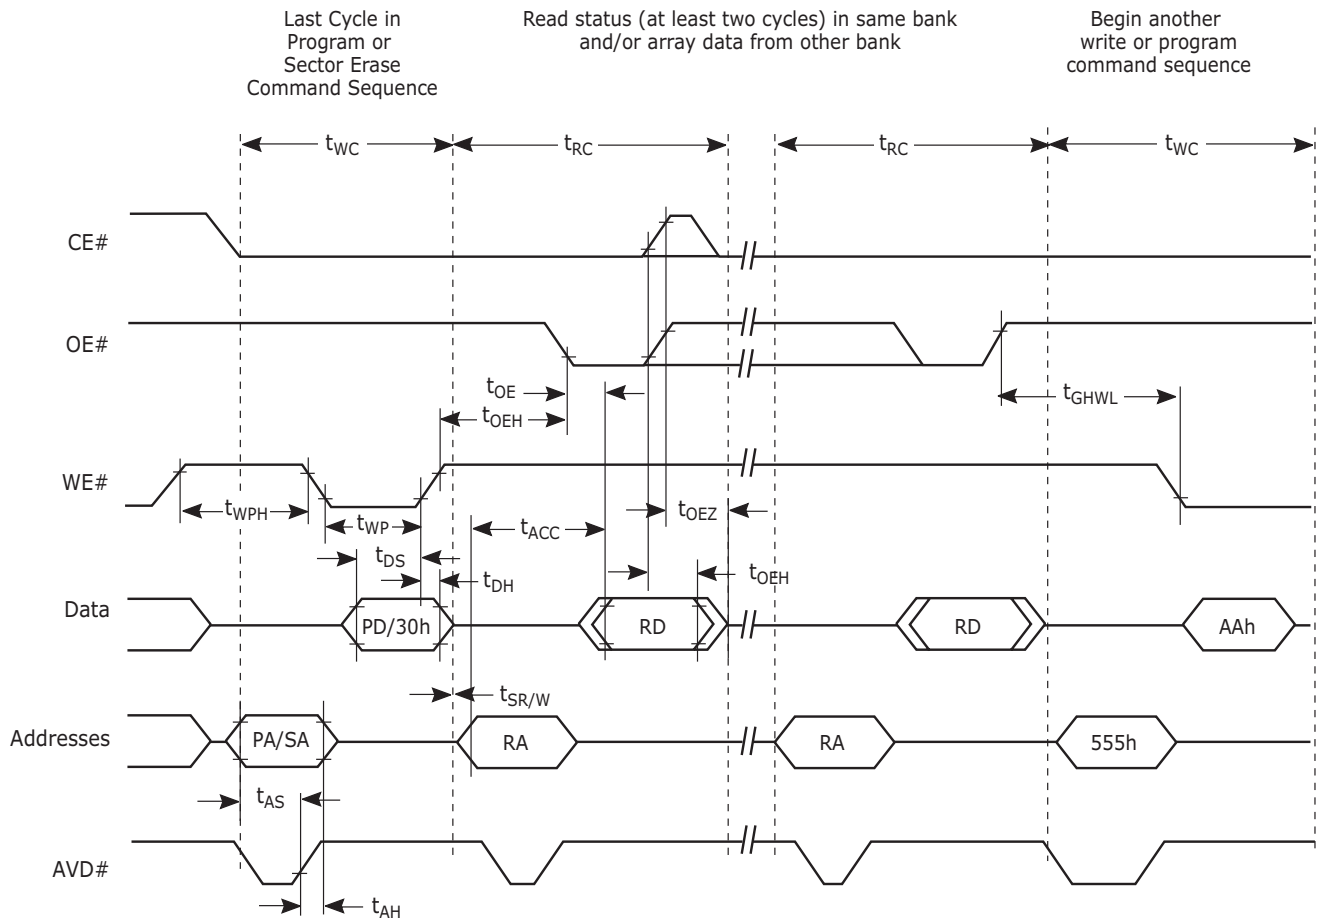 Last Cycle in
Program or
Sector Erase
Command Sequence
Read status (at least two cycles) in same bank
and/or array data from other bank
Begin another
write or program
command sequence
tWC
tRC
tRC
tWC
CE#
OE#
tOE
tOEH
tGHWL
WE#
tWPH
tWP
tACC
tOEZ
tDS
tDH
tOEH
Data
PD/30h
RD
RD
AAh
tSR/W
Addresses
PA/SA
RA
RA
555h
tAS
AVD#
tAH